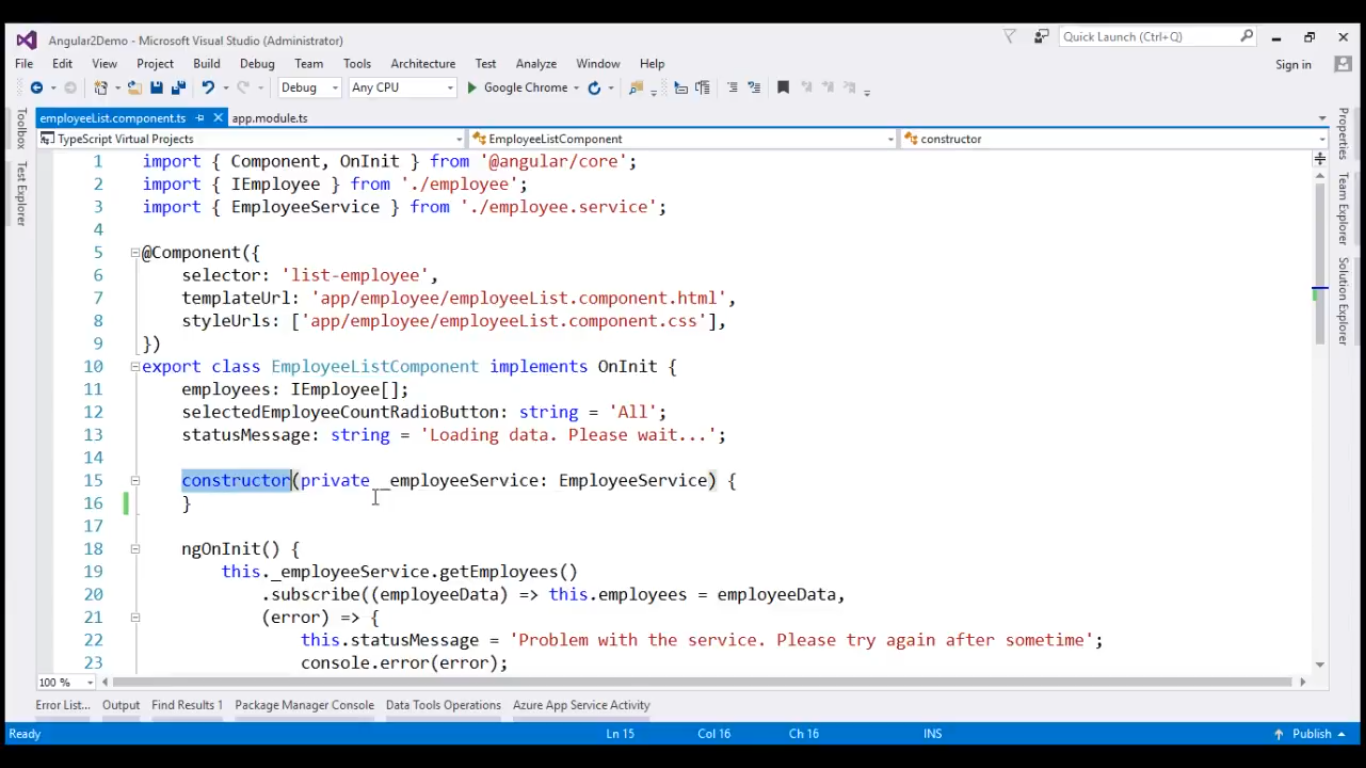 Angular2Demo - Microsoft Visual Studio (Administrator)
Quick Launch (Ctrl+Q)
File Edit View Project Build Debug Team Tools Architecture Test Analyze Window Help
Sign in
Debug Any CPU Google Chrome
employeeList.component.ts app.module.ts
TypeScript Virtual Projects EmployeeListComponent constructor
Toolbox
Test Explorer
Properties
Team Explorer
Solution Explorer
1 import { Component, OnInit } from '@angular/core';
2 import { IEmployee } from './employee';
3 import { EmployeeService } from './employee.service';
4
5 @Component({
6 selector: 'list-employee',
7 templateUrl: 'app/employee/employeeList.component.html',
8 styleUrls: ['app/employee/employeeList.component.css'],
9 })
10 export class EmployeeListComponent implements OnInit {
11 employees: IEmployee[];
12 selectedEmployeeCountRadioButton: string = 'All';
13 statusMessage: string = 'Loading data. Please wait...';
14
15 constructor(private _employeeService: EmployeeService) {
16 }
17
18 ngOnInit() {
19 this._employeeService.getEmployees()
20 .subscribe((employeeData) => this.employees = employeeData,
21 (error) => {
22 this.statusMessage = 'Problem with the service. Please try again after sometime';
23 console.error(error);
100 %
Error List... Output Find Results 1 Package Manager Console Data Tools Operations Azure App Service Activity
Ready Ln 15 Col 16 Ch 16 INS Publish